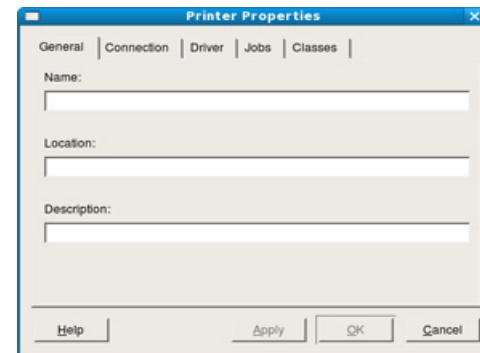 Printer Properties
General Connection Driver Jobs Classes
Name:
Location:
Description:
Help Apply OK Cancel